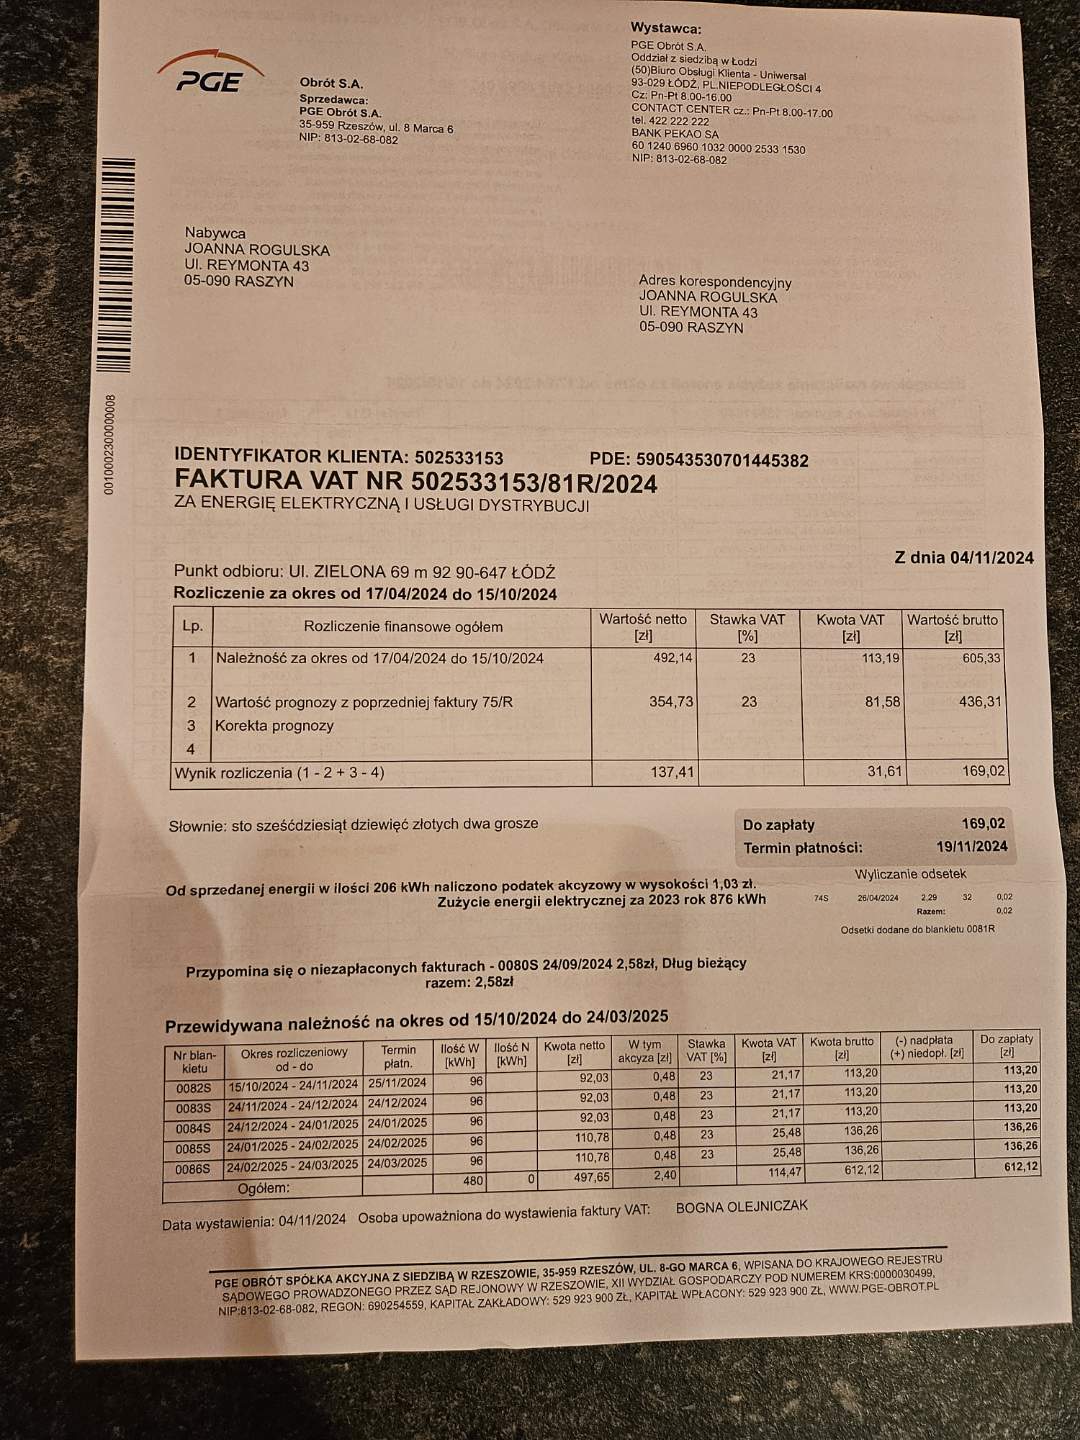 PGE
Obrót S.A.
Sprzedawca:
PGE Obrót S.A.
35-959 Rzeszów, ul. 8 Marca 6
NIP: 813-02-68-082
Wystawca:
PGE Obrót S.A.
Oddział z siedzibą w Łodzi
(50)Biuro Obsługi Klienta - Uniwersal
93-029 ŁÓDŹ, PL.NIEPODLEGŁOŚCI 4
Cz: Pn-Pt 8.00-16.00
CONTACT CENTER cz.: Pn-Pt 8.00-17.00
tel. 422 222 222
BANK PEKAO SA
60 1240 6960 1032 0000 2533 1530
NIP: 813-02-68-082
Nabywca
JOANNA ROGULSKA
Ul. REYMONTA 43
05-090 RASZYN
Adres korespondencyjny
JOANNA ROGULSKA
Ul. REYMONTA 43
05-090 RASZYN
0010002300000008
IDENTYFIKATOR KLIENTA: 502533153 PDE: 590543530701445382
FAKTURA VAT NR 502533153/81R/2024
ZA ENERGIĘ ELEKTRYCZNĄ I USŁUGI DYSTRYBUCJI
Z dnia 04/11/2024
Punkt odbioru: Ul. ZIELONA 69 m 92 90-647 ŁÓDŹ
Rozliczenie za okres od 17/04/2024 do 15/10/2024
Lp. Rozliczenie finansowe ogółem Wartość netto [zł] Stawka VAT [%] Kwota VAT [zł] Wartość brutto [zł]
1 Należność za okres od 17/04/2024 do 15/10/2024 492,14 23 113,19 605,33
2 Wartość prognozy z poprzedniej faktury 75/R 354,73 23 81,58 436,31
3 Korekta prognozy
4
Wynik rozliczenia (1 - 2 + 3 - 4) 137,41 31,61 169,02
Słownie: sto sześćdziesiąt dziewięć złotych dwa grosze
Do zapłaty 169,02
Termin płatności: 19/11/2024
Od sprzedanej energii w ilości 206 kWh naliczono podatek akcyzowy w wysokości 1,03 zł.
Zużycie energii elektrycznej za 2023 rok 876 kWh
Wyliczanie odsetek
74S 26/04/2024 2,29 32 0,02
Razem: 0,02
Odsetki dodane do blankietu 0081R
Przypomina się o niezapłaconych fakturach - 0080S 24/09/2024 2,58zł, Dług bieżący
razem: 2,58zł
Przewidywana należność na okres od 15/10/2024 do 24/03/2025
Nr blan-kietu Okres rozliczeniowy od - do Termin płatn. Ilość W [kWh] Ilość N [kWh] Kwota netto [zł] W tym akcyza [zł] Stawka VAT [%] Kwota VAT [zł] Kwota brutto [zł] (-) nadpłata (+) niedopł. [zł] Do zapłaty [zł]
0082S 15/10/2024 - 24/11/2024 25/11/2024 96 92,03 0,48 23 21,17 113,20 113,20
0083S 24/11/2024 - 24/12/2024 24/12/2024 96 92,03 0,48 23 21,17 113,20 113,20
0084S 24/12/2024 - 24/01/2025 24/01/2025 96 92,03 0,48 23 21,17 113,20 113,20
0085S 24/01/2025 - 24/02/2025 24/02/2025 96 110,78 0,48 23 25,48 136,26 136,26
0086S 24/02/2025 - 24/03/2025 24/03/2025 96 110,78 0,48 23 25,48 136,26 136,26
Ogółem: 480 0 497,65 2,40 114,47 612,12 612,12
Data wystawienia: 04/11/2024 Osoba upoważniona do wystawienia faktury VAT: BOGNA OLEJNICZAK
PGE OBRÓT SPÓŁKA AKCYJNA Z SIEDZIBĄ W RZESZOWIE, 35-959 RZESZÓW, UL. 8-GO MARCA 6, WPISANA DO KRAJOWEGO REJESTRU
SĄDOWEGO PROWADZONEGO PRZEZ SĄD REJONOWY W RZESZOWIE, XII WYDZIAŁ GOSPODARCZY POD NUMEREM KRS:0000030499,
NIP:813-02-68-082, REGON: 690254559, KAPITAŁ ZAKŁADOWY: 529 923 900 ZŁ, KAPITAŁ WPŁACONY: 529 923 900 ZŁ, WWW.PGE-OBROT.PL